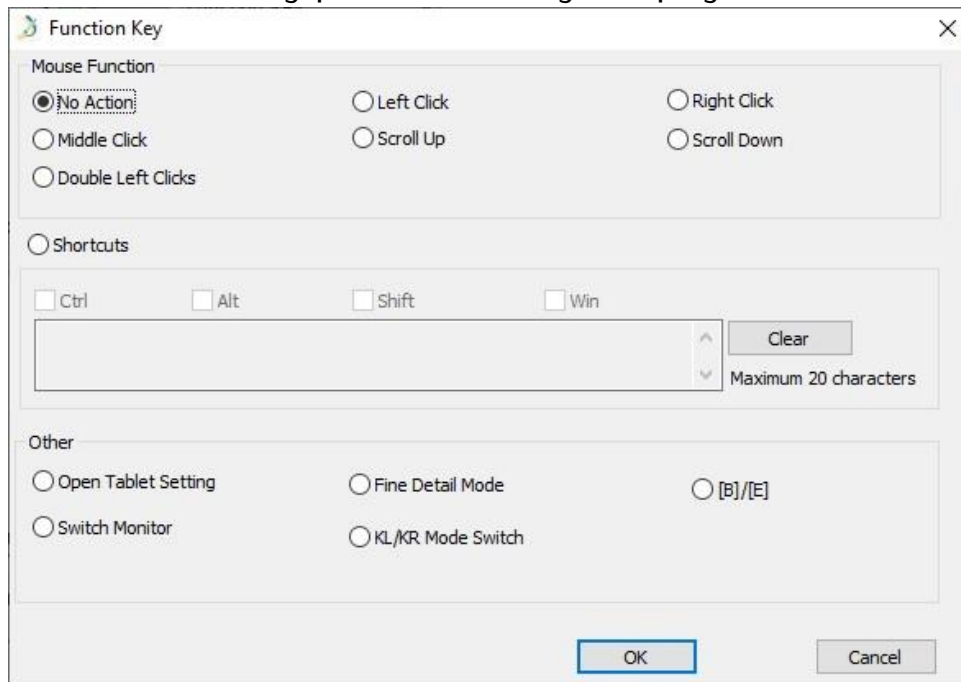 Function Key
Mouse Function
No Action
Left Click
Right Click
Middle Click
Scroll Up
Scroll Down
Double Left Clicks
Shortcuts
Ctrl
Alt
Shift
Win
Clear
Maximum 20 characters
Other
Open Tablet Setting
Fine Detail Mode
[B]/[E]
Switch Monitor
KL/KR Mode Switch
OK
Cancel